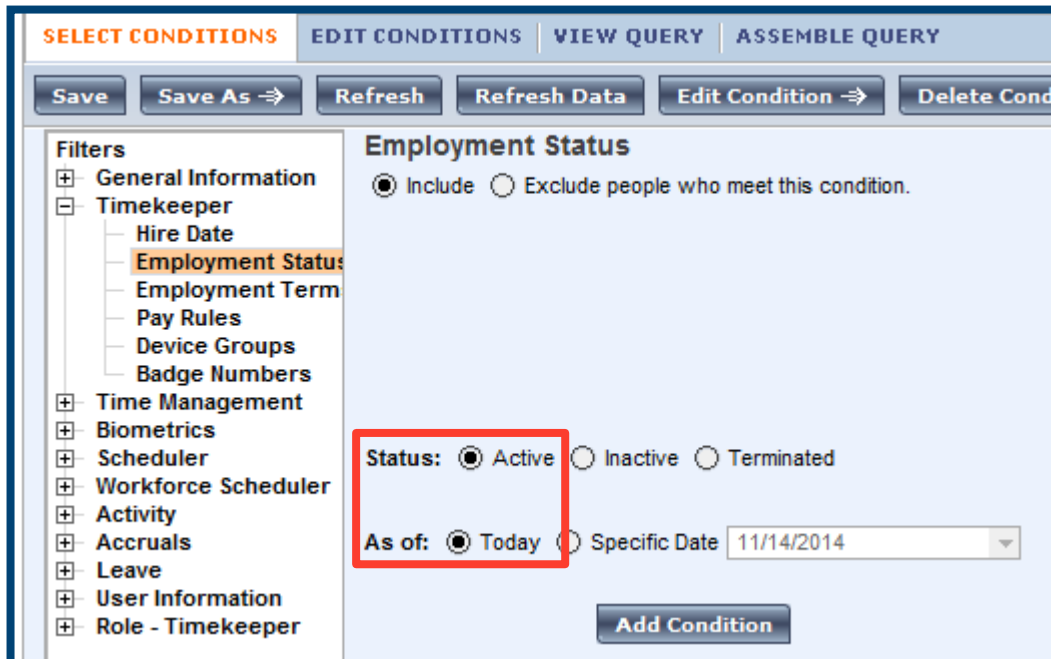 SELECT CONDITIONS EDIT CONDITIONS VIEW QUERY ASSEMBLE QUERY
Save Save As Refresh Refresh Data Edit Condition Delete Cond
Filters
General Information
Timekeeper
Hire Date
Employment Status
Employment Term
Pay Rules
Device Groups
Badge Numbers
Time Management
Biometrics
Scheduler
Workforce Scheduler
Activity
Accruals
Leave
User Information
Role - Timekeeper
Employment Status
Include Exclude people who meet this condition.
Status: Active Inactive Terminated
As of: Today Specific Date 11/14/2014
Add Condition